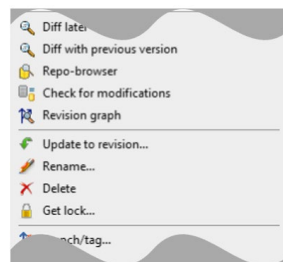 Diff later
Diff with previous version
Repo-browser
Check for modifications
Revision graph
Update to revision...
Rename...
Delete
Get lock...